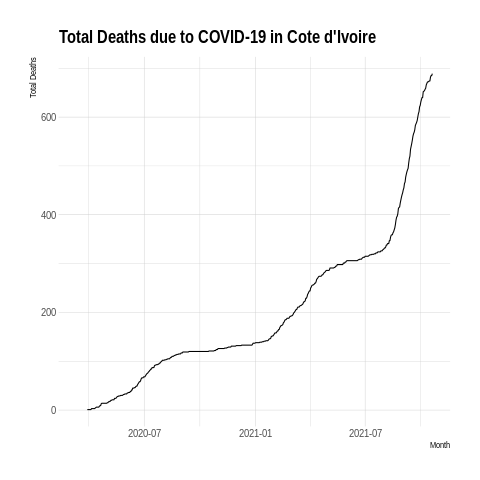 Total Deaths due to COVID-19 in Cote d'Ivoire
Total Deaths
600
400
200
0
2020-07 2021-01 2021-07
Month